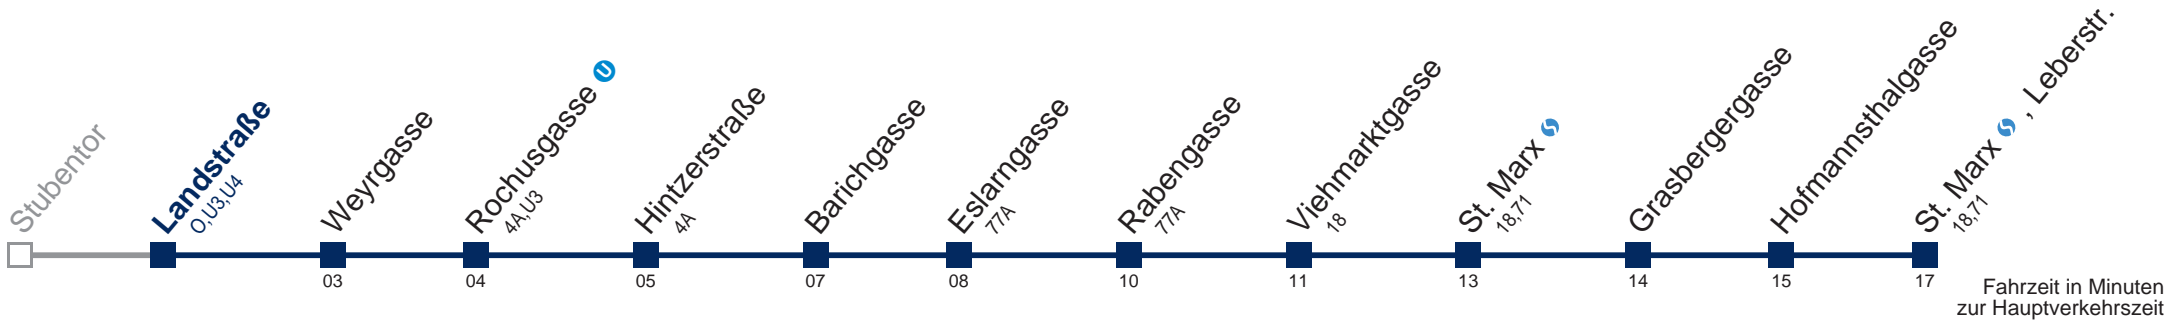 Stubentor
Landstraße
O,U3,U4
Weyrgasse
03
Rochusgasse U
4A,U3
04
Hintzerstraße
4A
05
Barichgasse
07
Eslarngasse
77A
08
Rabengasse
77A
10
Viehmarktgasse
18
11
St. Marx S
18,71
13
Grasbergergasse
14
Hofmannsthalgasse
15
St. Marx S , Leberstr.
18,71
17
Fahrzeit in Minuten
zur Hauptverkehrszeit